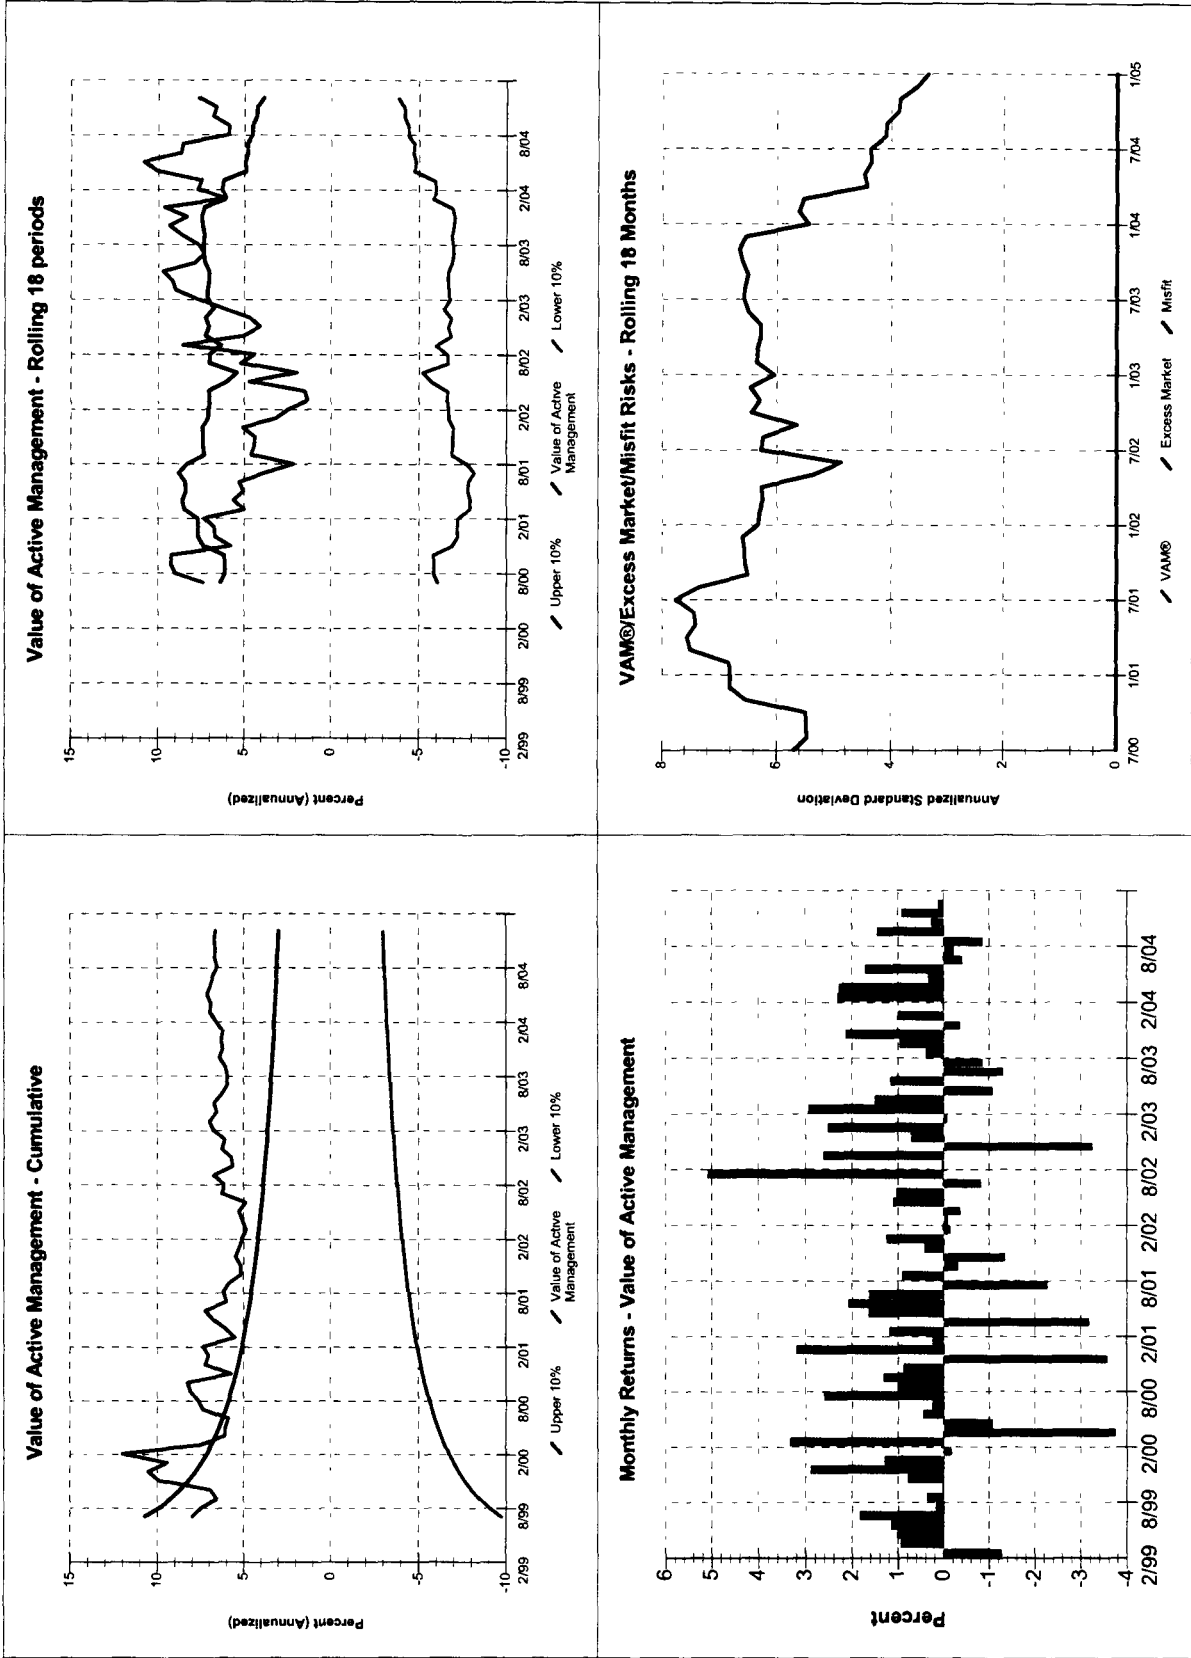 Value of Active Management - Cumulative
Percent (Annualized)
15
10
5
0
-5
-10
2/99 8/99 2/00 8/00 2/01 8/01 2/02 8/02 2/03 8/03 2/04 8/04
Upper 10% Value of Active Management Lower 10%
Value of Active Management - Rolling 18 periods
Percent (Annualized)
15
10
5
0
-5
-10
2/99 8/99 2/00 8/00 2/01 8/01 2/02 8/02 2/03 8/03 2/04 8/04
Upper 10% Value of Active Management Lower 10%
Monthly Returns - Value of Active Management
Percent
6
5
4
3
2
1
0
-1
-2
-3
-4
2/99 8/99 2/00 8/00 2/01 8/01 2/02 8/02 2/03 8/03 2/04 8/04
VAM®/Excess Market/Misfit Risks - Rolling 18 Months
Annualized Standard Deviation
8
6
4
2
0
7/00 1/01 7/01 1/02 7/02 1/03 7/03 1/04 7/04 1/05
VAM® Excess Market Misfit